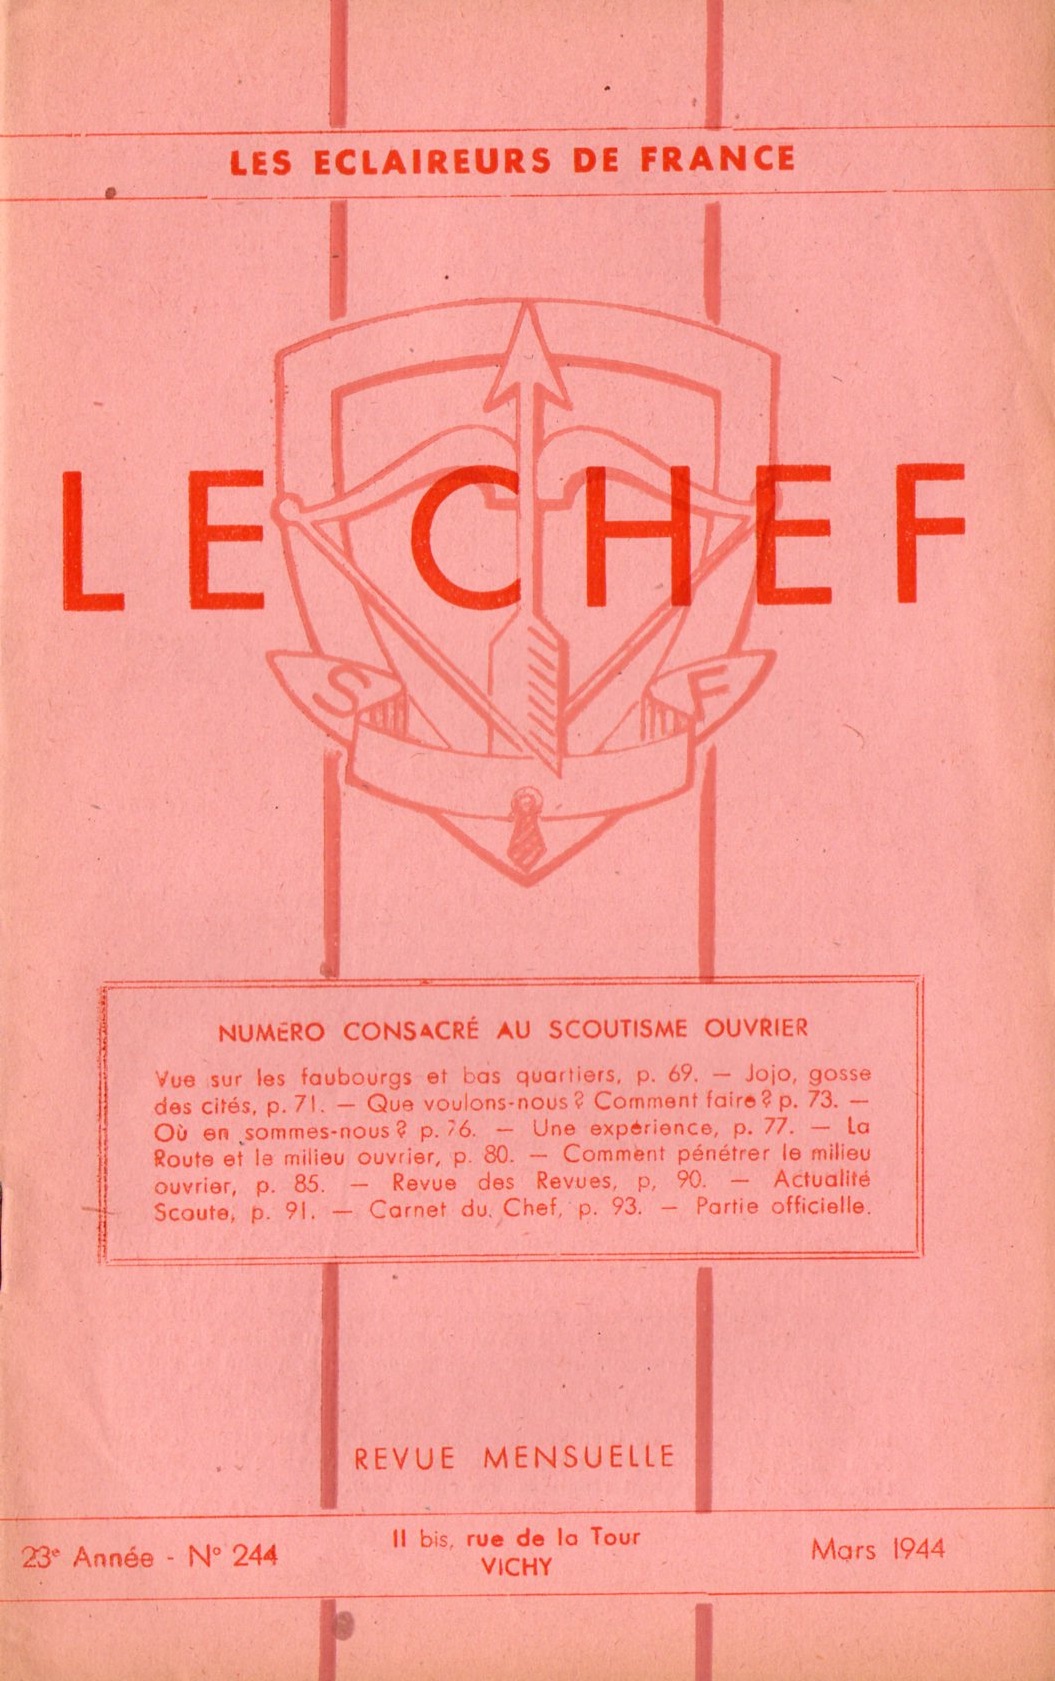 LES ECLAIREURS DE FRANCE
LE CHEF
S F
NUMÉRO CONSACRÉ AU SCOUTISME OUVRIER
Vue sur les faubourgs et bas quartiers, p. 69. — Jojo, gosse
des cités, p. 71. — Que voulons-nous ? Comment faire ? p. 73. —
Où en sommes-nous ? p. 76. — Une expérience, p. 77. — La
Route et le milieu ouvrier, p. 80. — Comment pénétrer le milieu
ouvrier, p. 85. — Revue des Revues, p, 90. — Actualité
Scoute, p. 91. — Carnet du Chef, p. 93. — Partie officielle.
REVUE MENSUELLE
23e Année - N° 244
11 bis, rue de la Tour
VICHY
Mars 1944